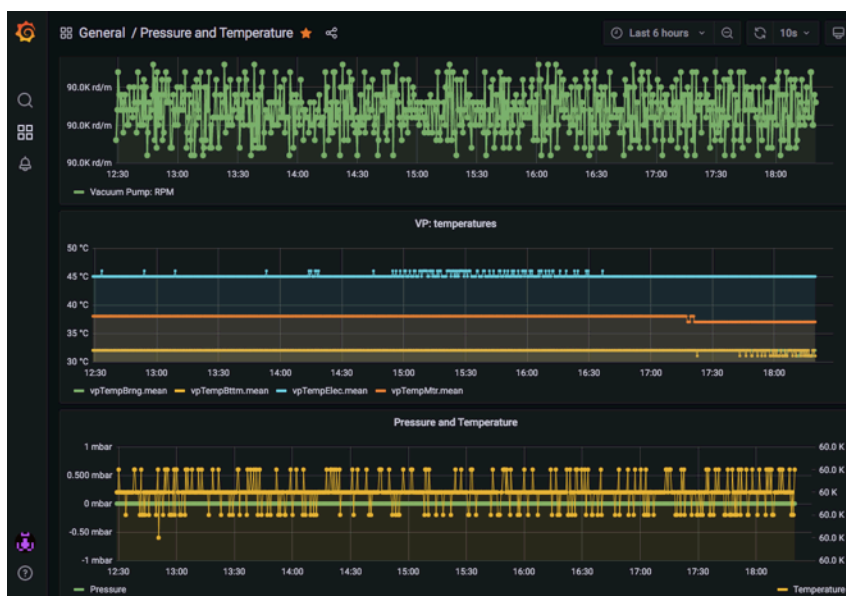 General / Pressure and Temperature
Last 6 hours
10s
90.0K rd/m
90.0K rd/m
90.0K rd/m
12:30 13:00 13:30 14:00 14:30 15:00 15:30 16:00 16:30 17:00 17:30 18:00
Vacuum Pump: RPM
VP: temperatures
50 °C
45 °C
40 °C
35 °C
30 °C
12:30 13:00 13:30 14:00 14:30 15:00 15:30 16:00 16:30 17:00 17:30 18:00
vpTempBrng.mean vpTempBttm.mean vpTempElec.mean vpTempMtr.mean
Pressure and Temperature
1 mbar 60.0 K
0.500 mbar 60.0 K
0 mbar 60 K
-0.50 mbar 60.0 K
-1 mbar 60.0 K
12:30 13:00 13:30 14:00 14:30 15:00 15:30 16:00 16:30 17:00 17:30 18:00
Pressure Temperature